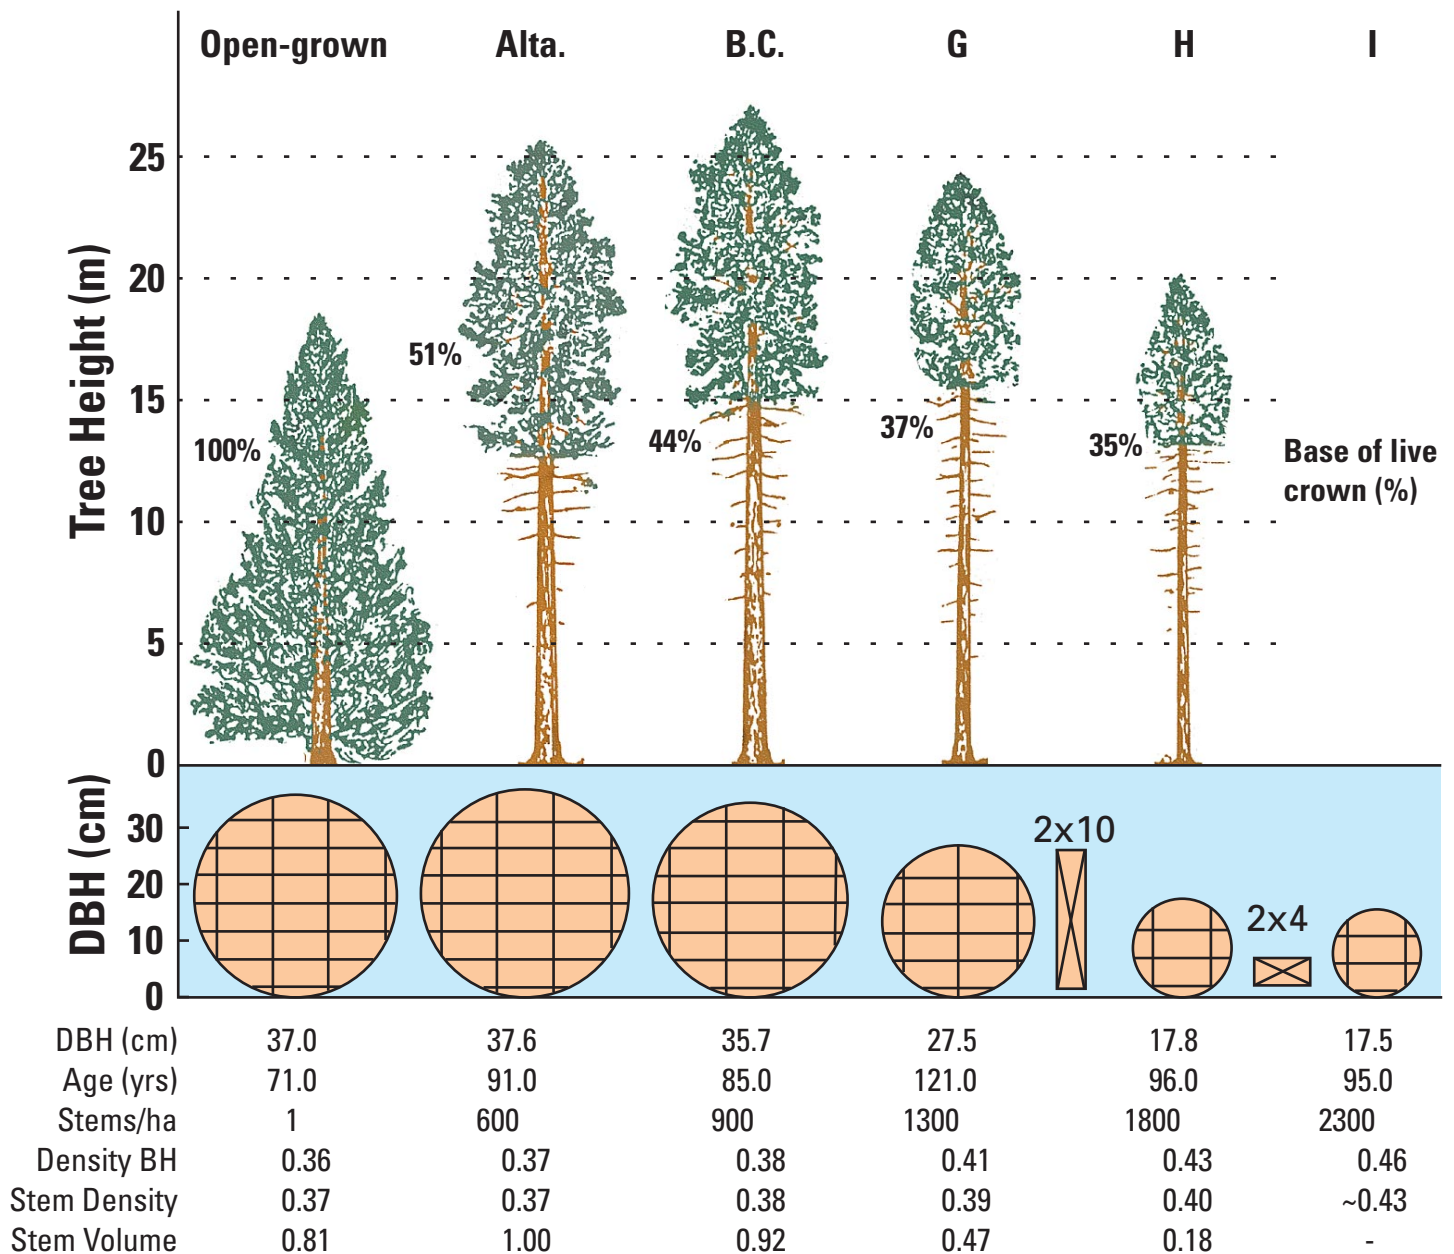 Open-grown Alta. B.C. G H I
Tree Height (m)
25
20
15
10
5
0
100%
51%
44%
37%
35%
Base of live
crown (%)
DBH (cm)
30
20
10
0
2x10
2x4
DBH (cm) 37.0 37.6 35.7 27.5 17.8 17.5
Age (yrs) 71.0 91.0 85.0 121.0 96.0 95.0
Stems/ha 1 600 900 1300 1800 2300
Density BH 0.36 0.37 0.38 0.41 0.43 0.46
Stem Density 0.37 0.37 0.38 0.39 0.40 ~0.43
Stem Volume 0.81 1.00 0.92 0.47 0.18 -